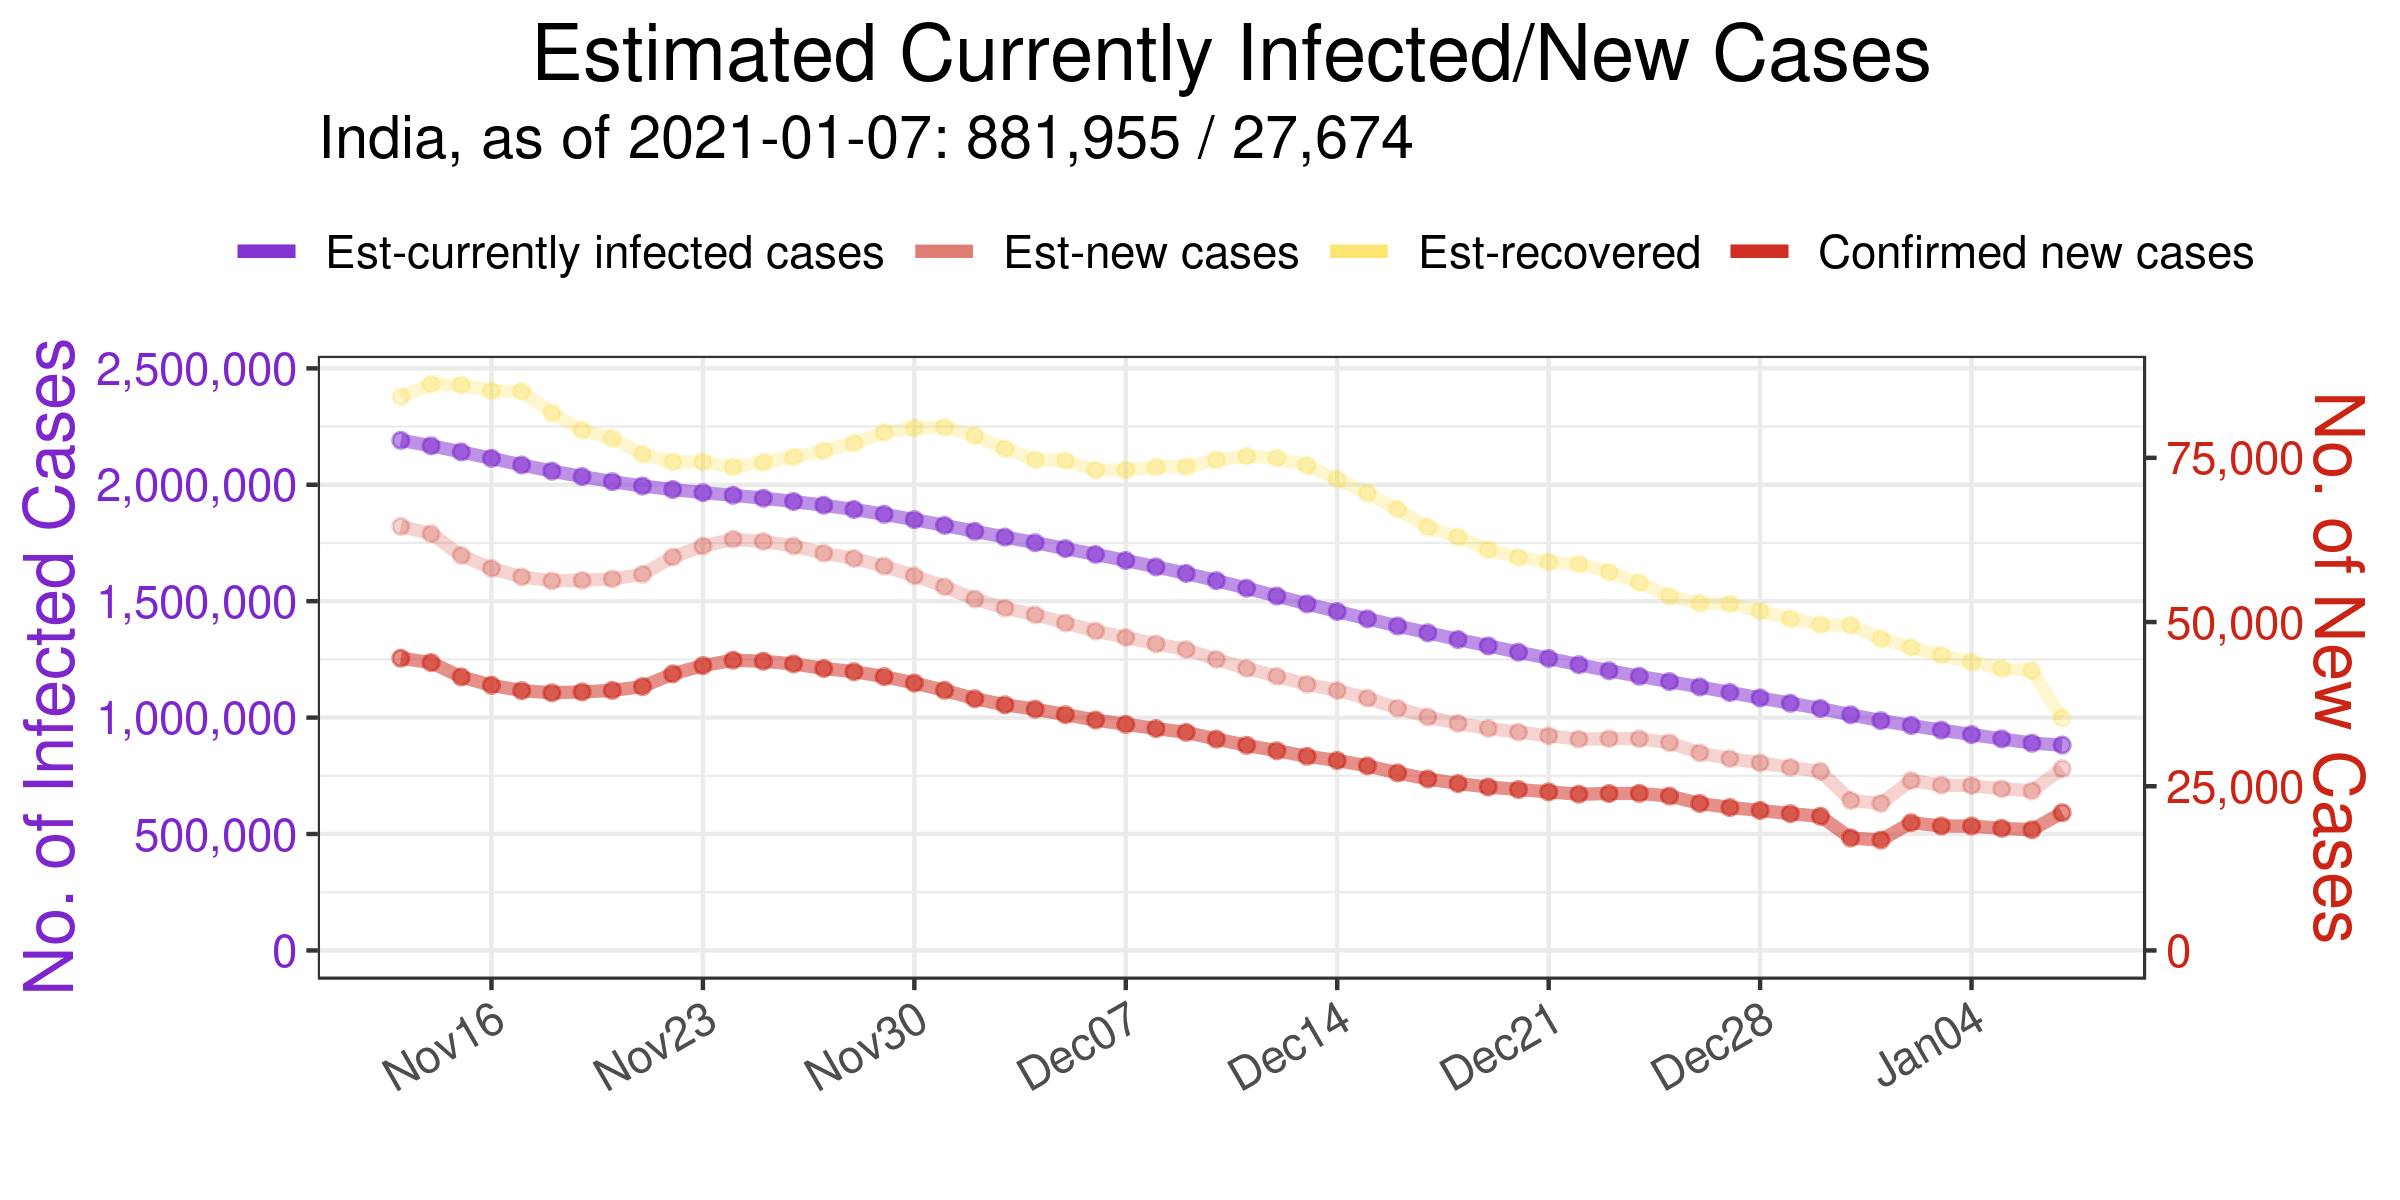 Estimated Currently Infected/New Cases
India, as of 2021-01-07: 881,955 / 27,674
Est-currently infected cases Est-new cases Est-recovered Confirmed new cases
No. of Infected Cases
2,500,000
2,000,000
1,500,000
1,000,000
500,000
0
75,000
50,000
25,000
0
No. of New Cases
Nov16 Nov23 Nov30 Dec07 Dec14 Dec21 Dec28 Jan04